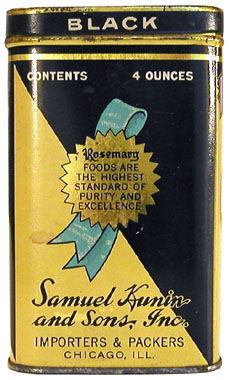 BLACK
CONTENTS 4 OUNCES
Rosemary
FOODS ARE
THE HIGHEST
STANDARD OF
PURITY AND
EXCELLENCE
Samuel Kunin
and Sons, Inc.
IMPORTERS & PACKERS
CHICAGO, ILL.